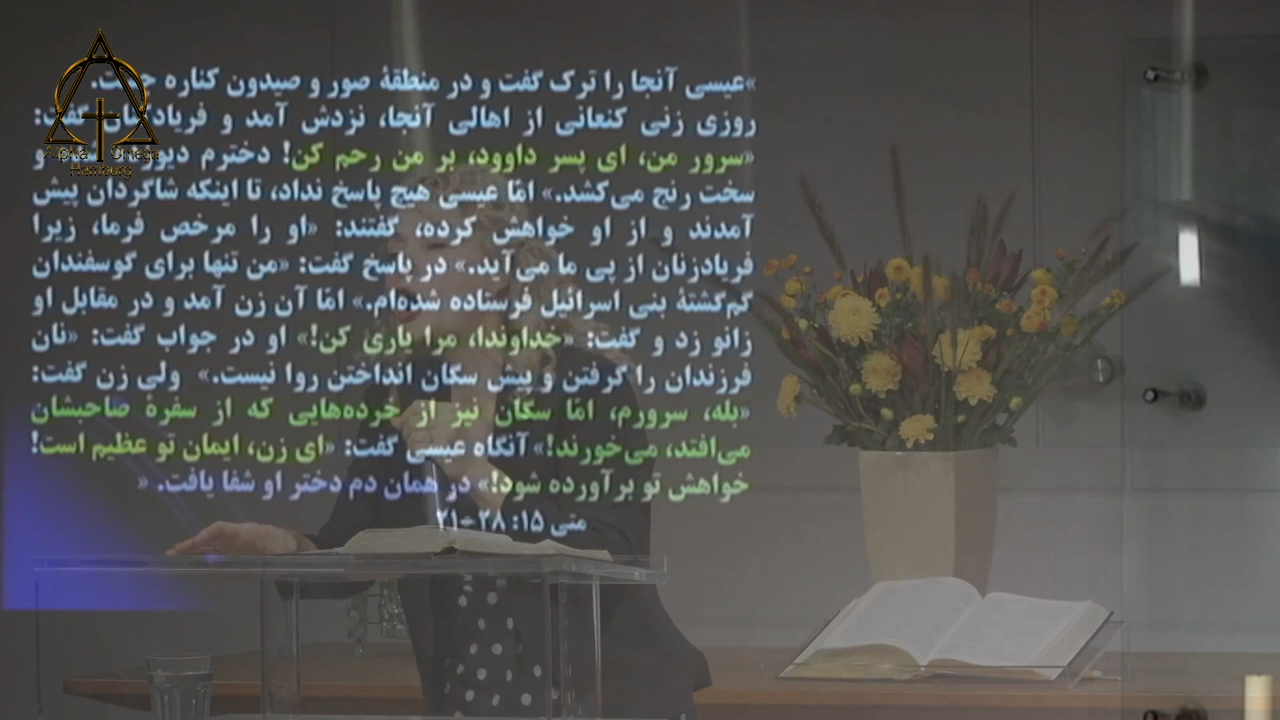 »عیسی آنجا را ترک گفت و در منطقهٔ صور و صیدون کناره جست.
روزی زنی کنعانی از اهالی آنجا، نزدش آمد و فریادکنان گفت:
«سرور من، ای پسر داوود، بر من رحم کن! دخترم و
سخت رنج می‌کشد.» امّا عیسی هیچ پاسخ نداد، تا اینکه شاگردان پیش
آمدند و از او خواهش کرده، گفتند: «او را مرخص فرما، زیرا
فریادزنان از پی ما می‌آید.» در پاسخ گفت: «من تنها برای گوسفندان
گم‌گشتهٔ بنی اسرائیل فرستاده شده‌ام.» امّا آن زن آمد و در مقابل او
زانو زد و گفت: «خداوندا، مرا یاری کن!» او در جواب گفت: «نان
فرزندان را گرفتن و پیش سگان انداختن روا نیست.» ولی زن گفت:
«بله، سرورم، امّا سگان نیز از خرده‌هایی که از سفرهٔ صاحبشان
می‌افتد، می‌خورند!» آنگاه عیسی گفت: «ای زن، ایمان تو عظیم است!
خواهش تو برآورده شود!» در همان دم دختر او شفا یافت. «
متی ۱۵: ۲۸-۲۱
Alpha Omega
Hamburg